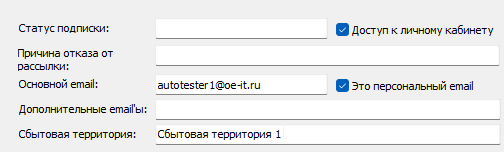 Статус подписки:
Доступ к личному кабинету
Причина отказа от
рассылки:
Основной email: autotester1@oe-it.ru
Это персональный email
Дополнительные email'ы:
Сбытовая территория: Сбытовая территория 1